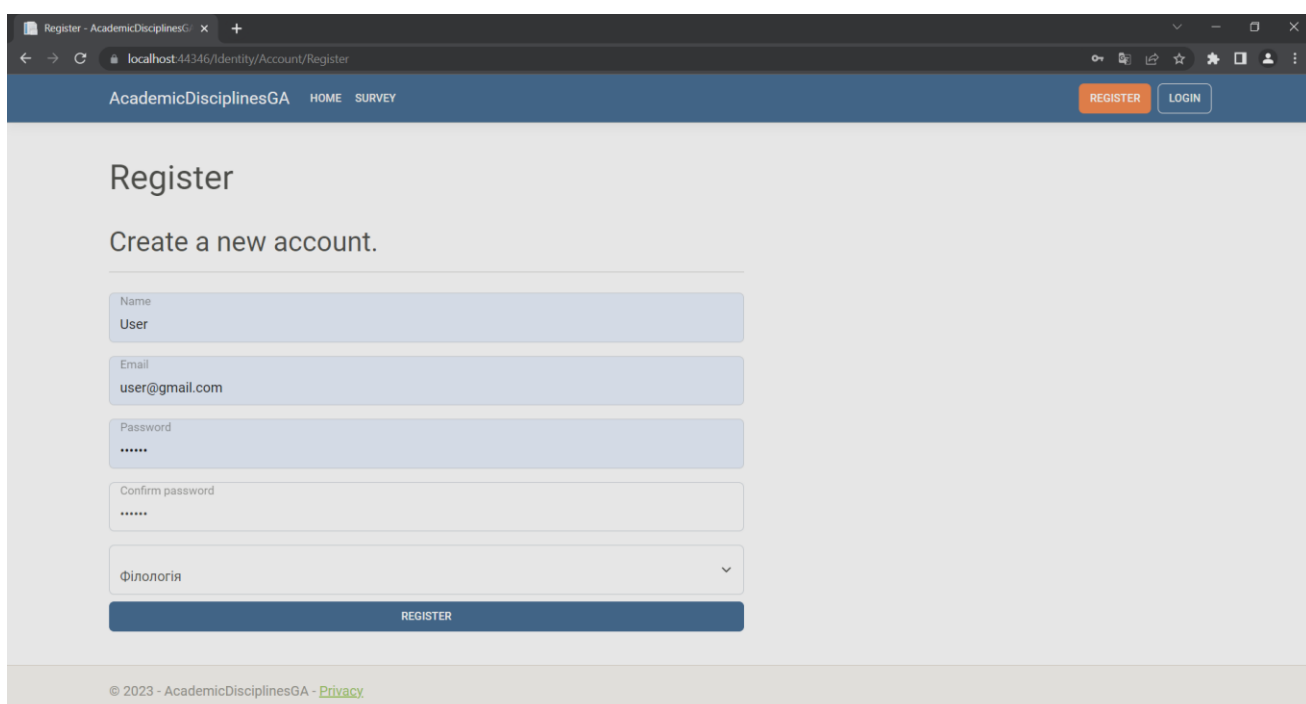 Register - AcademicDisciplinesG
localhost:44346/Identity/Account/Register
AcademicDisciplinesGA HOME SURVEY REGISTER LOGIN
Register
Create a new account.
Name
User
Email
user@gmail.com
Password
••••••
Confirm password
••••••
Філологія
REGISTER
© 2023 - AcademicDisciplinesGA - Privacy